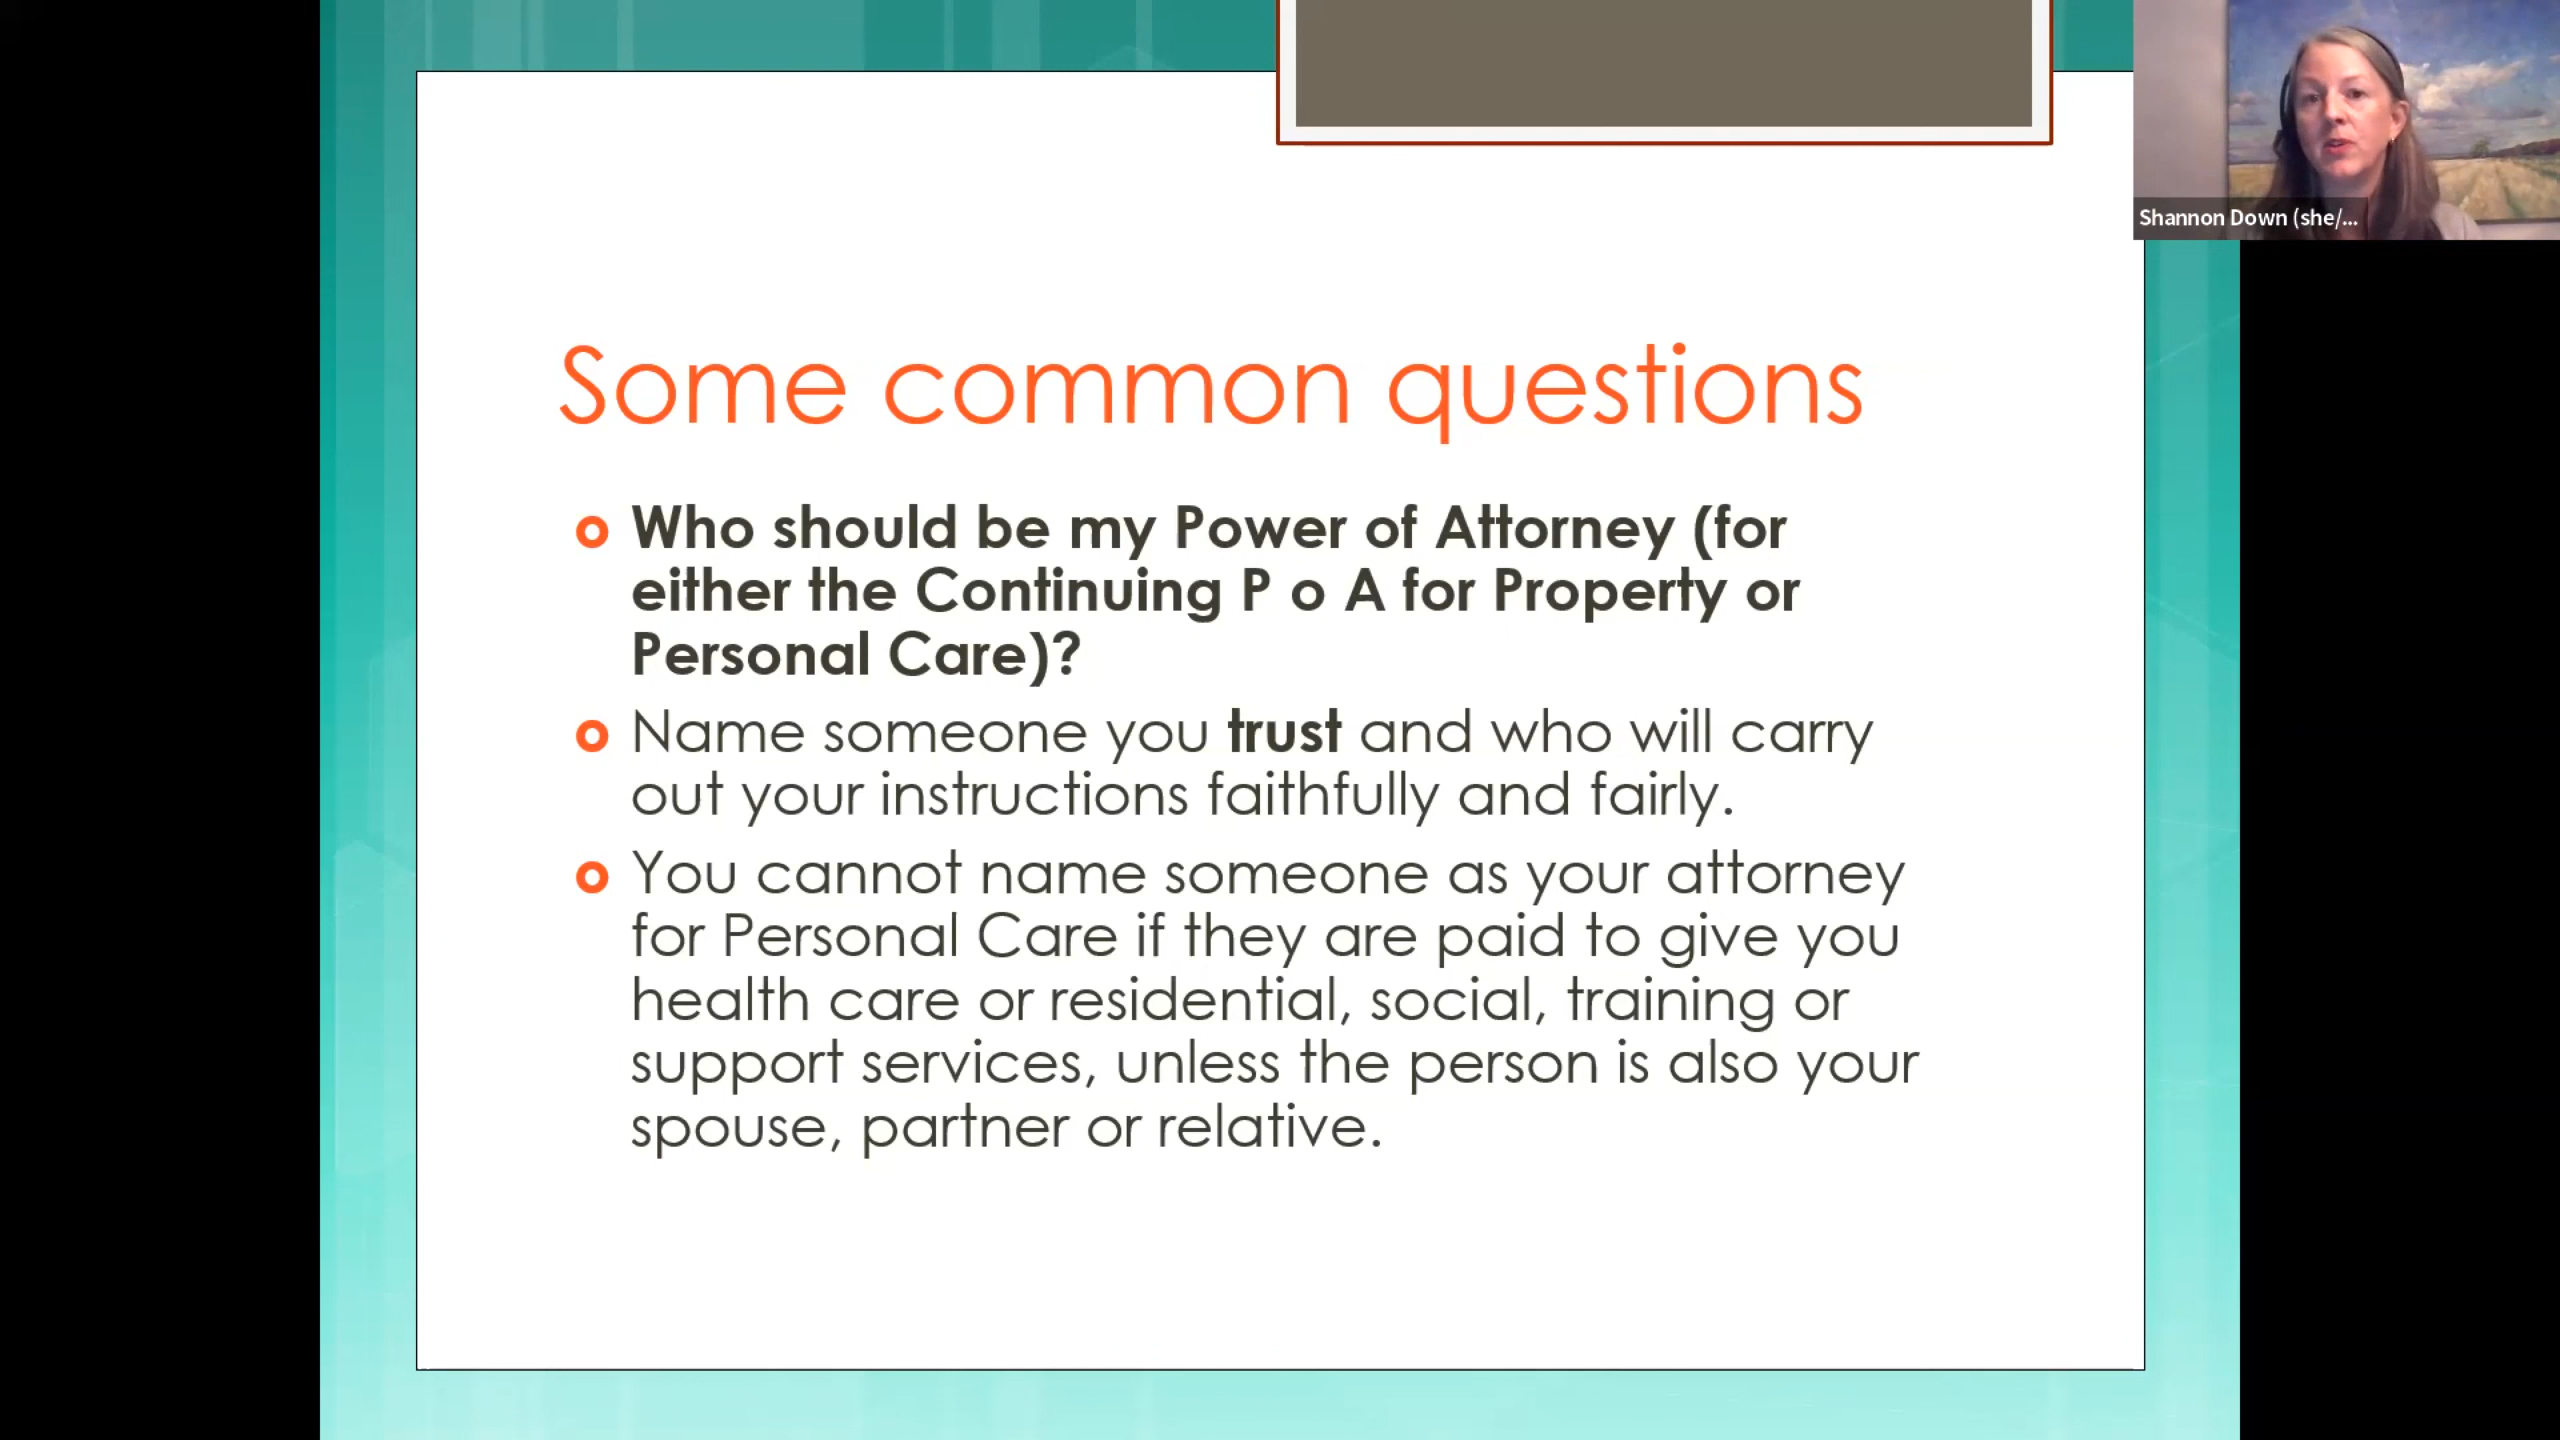 Shannon Down (she/...
Some common questions
Who should be my Power of Attorney (for
either the Continuing P o A for Property or
Personal Care)?
Name someone you trust and who will carry
out your instructions faithfully and fairly.
You cannot name someone as your attorney
for Personal Care if they are paid to give you
health care or residential, social, training or
support services, unless the person is also your
spouse, partner or relative.